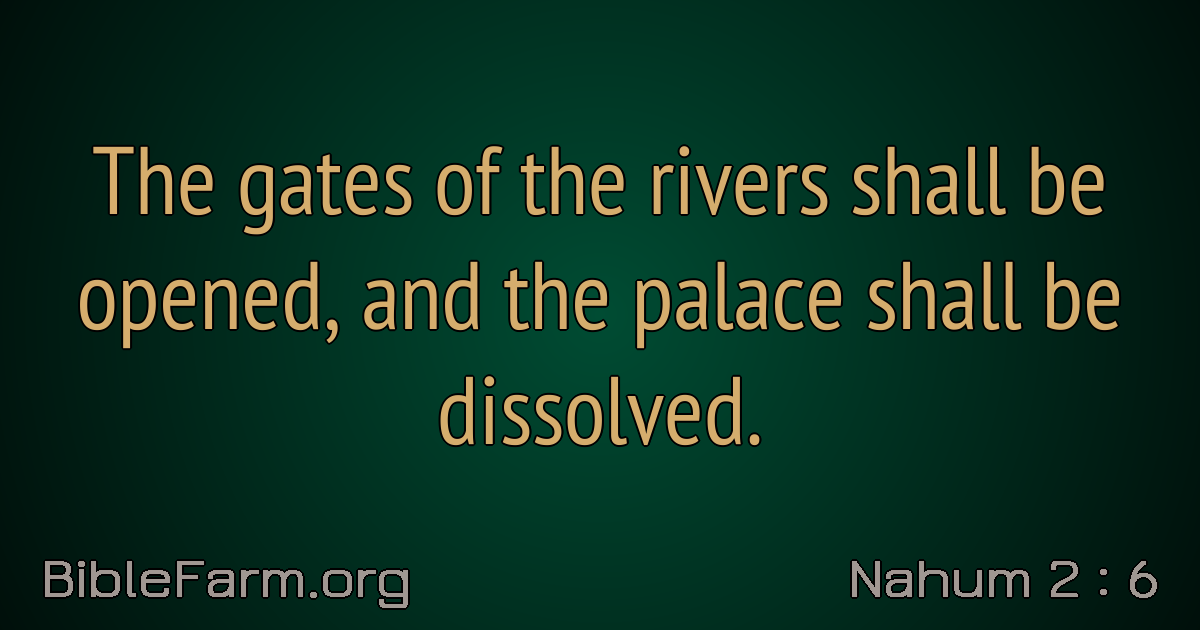 The gates of the rivers shall be
opened, and the palace shall be
dissolved.
BibleFarm.org
Nahum 2 : 6